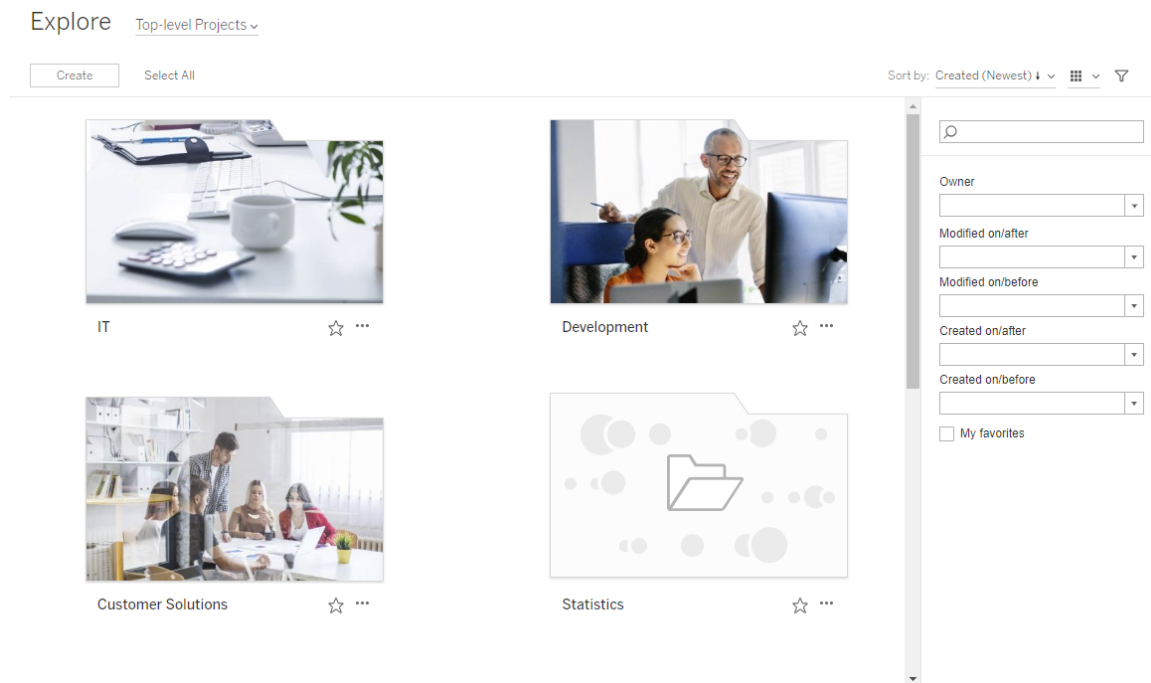 Explore Top-level Projects
Create Select All Sort by: Created (Newest)
Owner
Modified on/after
Modified on/before
IT Development
Created on/after
Created on/before
My favorites
Customer Solutions Statistics